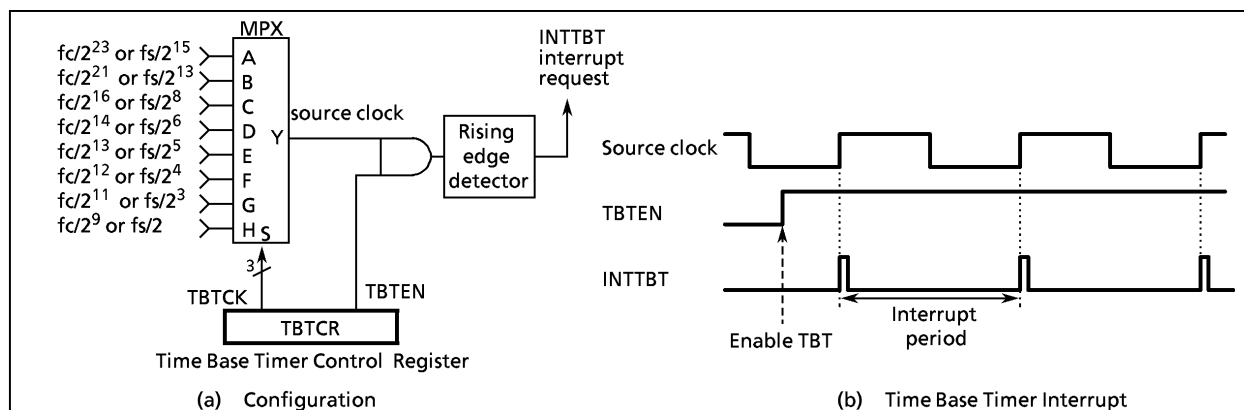 MPX
fc/2^23 or fs/2^15
fc/2^21 or fs/2^13
fc/2^16 or fs/2^8
fc/2^14 or fs/2^6
fc/2^13 or fs/2^5
fc/2^12 or fs/2^4
fc/2^11 or fs/2^3
fc/2^9 or fs/2
A
B
C
D
E
F
G
H
S
Y
source clock
INTTBT
interrupt
request
Rising
edge
detector
3
TBTCK
TBTEN
TBTCR
Time Base Timer Control Register
(a) Configuration
Source clock
TBTEN
INTTBT
Enable TBT
Interrupt
period
(b) Time Base Timer Interrupt